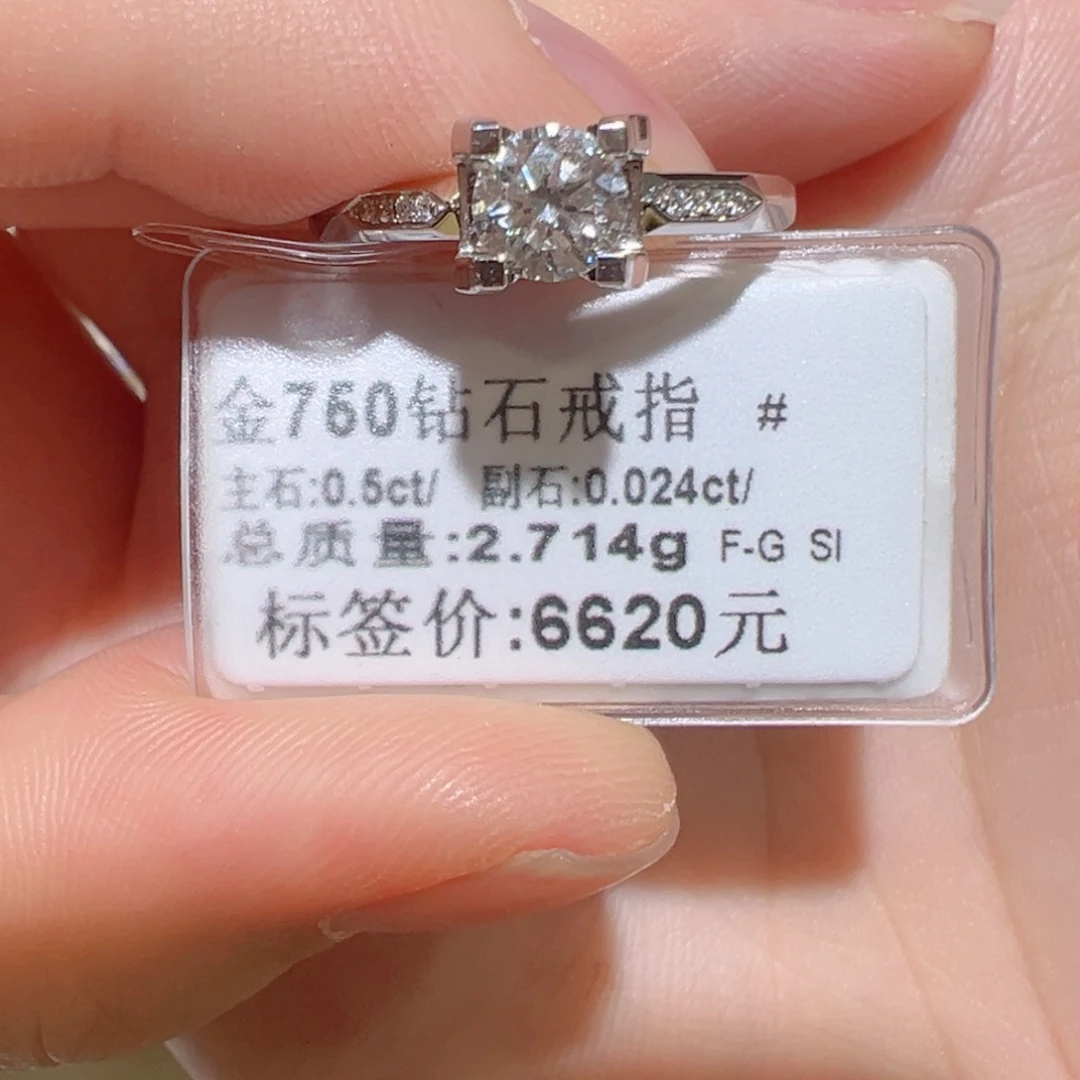 金750钻石戒指 #
主石:0.5ct/ 副石:0.024ct/
总质量:2.714g F-G SI
标签价:6620元